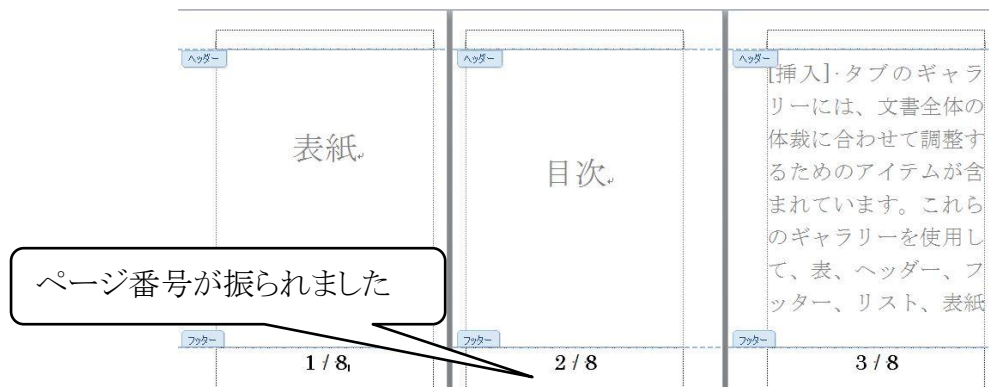 ヘッダー
ヘッダー
ヘッダー
表紙
目次
[挿入]・タブのギャラ
リーには、文書全体の
体裁に合わせて調整す
るためのアイテムが含
まれています。これら
のギャラリーを使用し
て、表、ヘッダー、フ
ッター、リスト、表紙
ページ番号が振られました
フッター
フッター
フッター
1 / 8
2 / 8
3 / 8